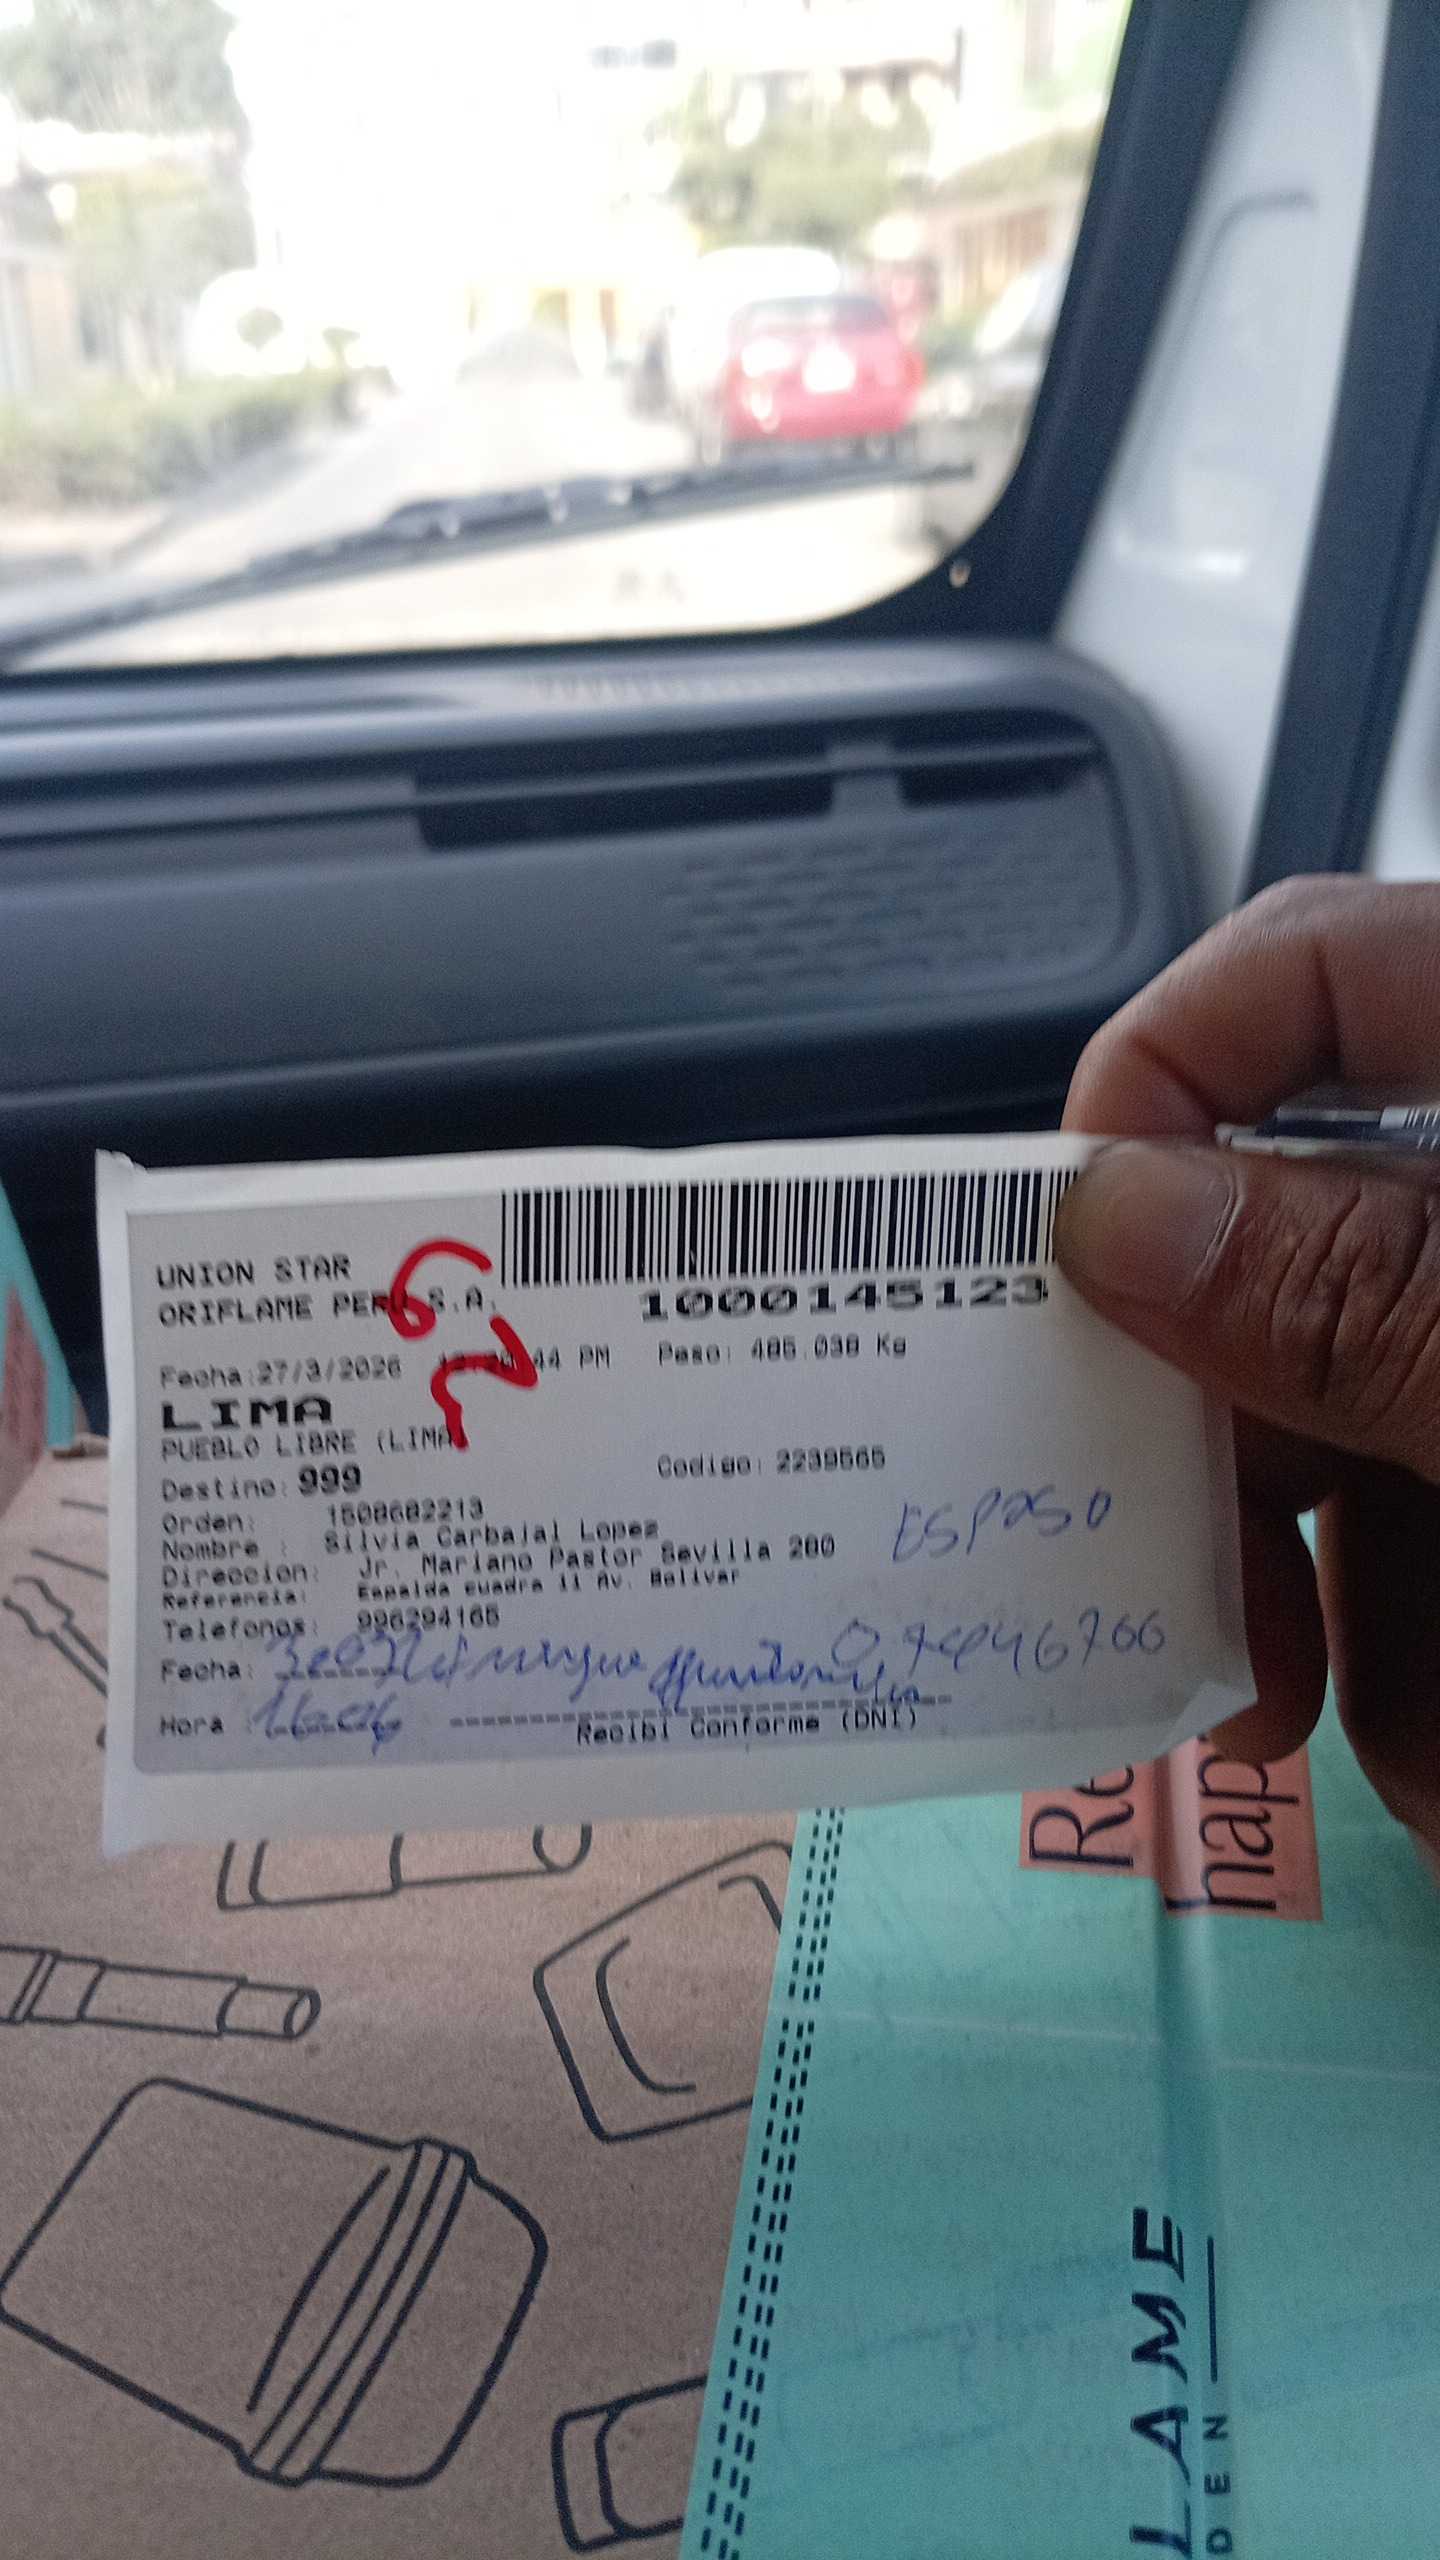 UNION STAR
ORIFLAME PERU S.A.
1000145123
Fecha:27/3/2026 44 PM Peso: 485.038 Kg
LIMA
PUEBLO LIBRE (LIMA
Destino: 999 Codigo: 2239565
Orden: 1508682213
Nombre : Silvia Carbajal Lopez
Direccion: Jr. Mariano Pastor Sevilla 280
Referencia: Espalda cuadra 11 Av. Bolivar
Telefonos: 996294165
ESPOSO
Fecha:
Hora :
Recibi Conforme (DNI)
Re
hap
LAME
DEN